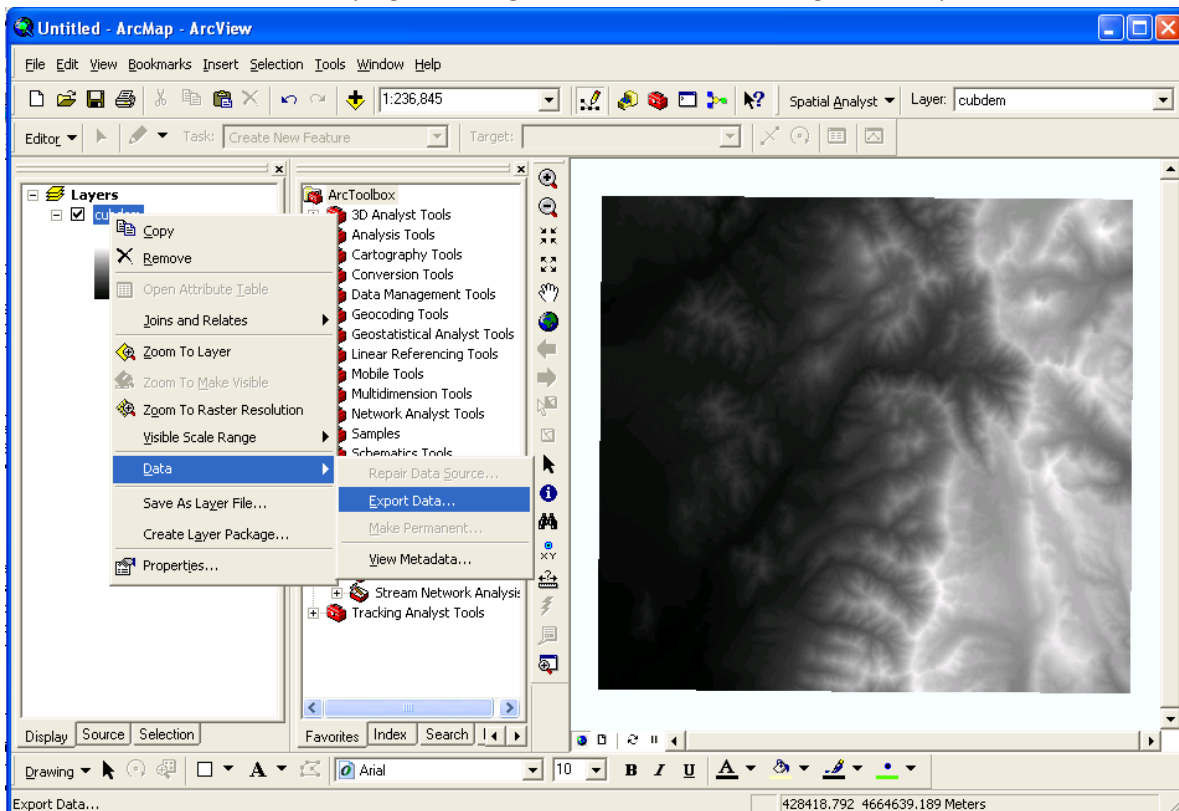 Untitled - ArcMap - ArcView
File Edit View Bookmarks Insert Selection Tools Window Help
1:236,845
Spatial Analyst
Layer: cubdem
Editor
Task: Create New Feature
Target:
Layers
cubdem
Copy
Remove
Open Attribute Table
Joins and Relates
Zoom To Layer
Zoom To Make Visible
Zoom To Raster Resolution
Visible Scale Range
Data
Save As Layer File...
Create Layer Package...
Properties...
Repair Data Source...
Export Data...
Make Permanent...
View Metadata...
ArcToolbox
3D Analyst Tools
Analysis Tools
Cartography Tools
Conversion Tools
Data Management Tools
Geocoding Tools
Geostatistical Analyst Tools
Linear Referencing Tools
Mobile Tools
Multidimension Tools
Network Analyst Tools
Samples
Schematics Tools
Stream Network Analysis
Tracking Analyst Tools
XY
Display Source Selection
Favorites Index Search
Drawing
A
Arial
10
B I U A
Export Data...
428418.792 4664639.189 Meters